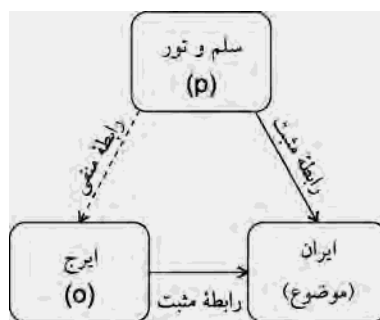 سلم و تور
(p)
رابطهٔ مثبت
رابطهٔ منفی
ایران
(موضوع)
ایرج
(o)
رابطهٔ مثبت